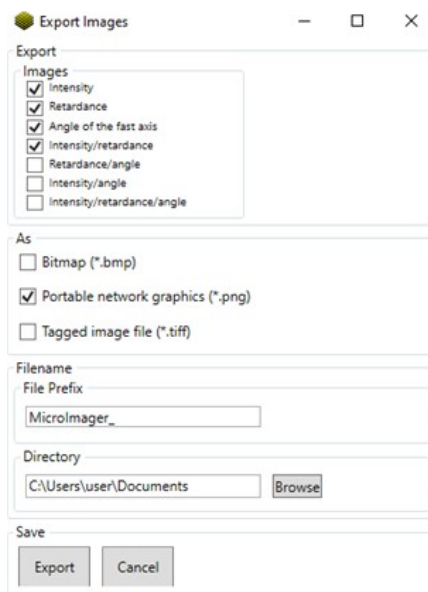 Export Images
Export
Images
Intensity
Retardance
Angle of the fast axis
Intensity/retardance
Retardance/angle
Intensity/angle
Intensity/retardance/angle
As
Bitmap (*.bmp)
Portable network graphics (*.png)
Tagged image file (*.tiff)
Filename
File Prefix
MicroImager_
Directory
C:\Users\user\Documents Browse
Save
Export Cancel